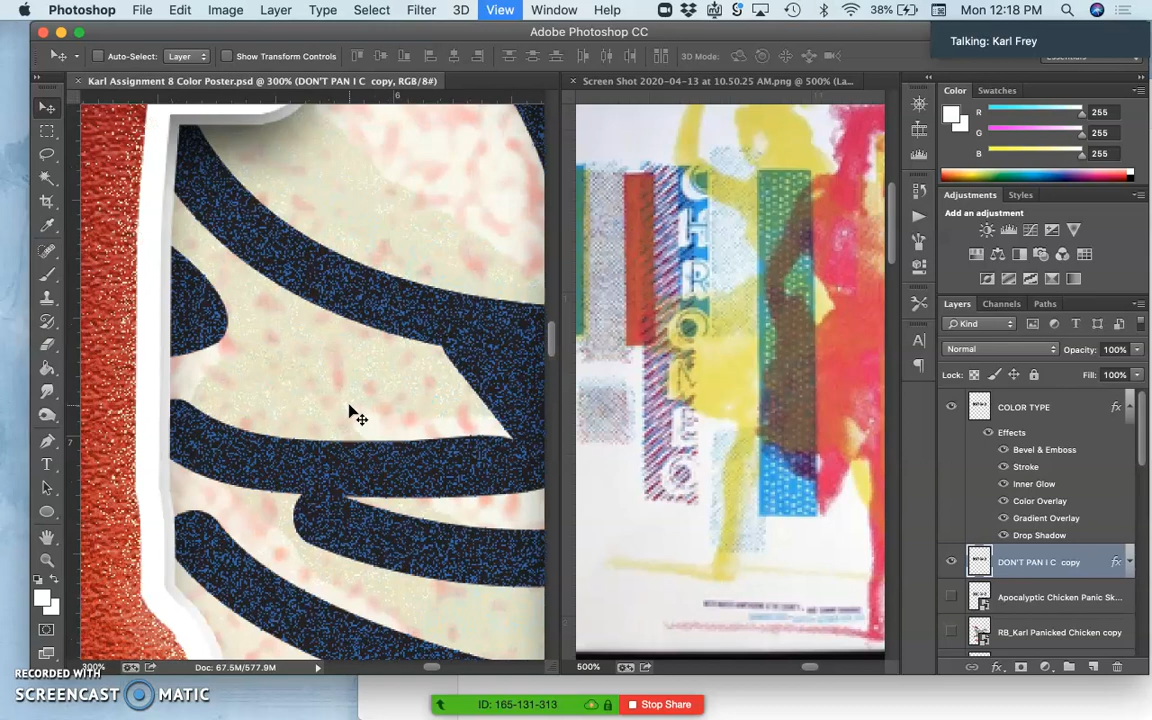 Photoshop File Edit Image Layer Type Select Filter 3D View Window Help 38% Mon 12:18 PM
Adobe Photoshop CC
Talking: Karl Frey
Auto-Select: Layer Show Transform Controls 3D Mode:
Karl Assignment 8 Color Poster.psd @ 300% (DON'T PAN I C copy, RGB/8#)
Screen Shot 2020-04-13 at 10.50.25 AM.png @ 500% (La...
6
7
CHROMEO
Color Swatches
R 255
G 255
B 255
Adjustments Styles
Add an adjustment
Layers Channels Paths
Kind
Normal Opacity: 100%
Lock: Fill: 100%
COLOR TYPE fx
Effects
Bevel & Emboss
Stroke
Inner Glow
Color Overlay
Gradient Overlay
Drop Shadow
DON'T PAN I C copy fx
Apocalyptic Chicken Panic Sk...
RB_Karl Panicked Chicken copy
300% Doc: 67.5M/577.9M
500%
RECORDED WITH
SCREENCAST MATIC
ID: 165-131-313 Stop Share